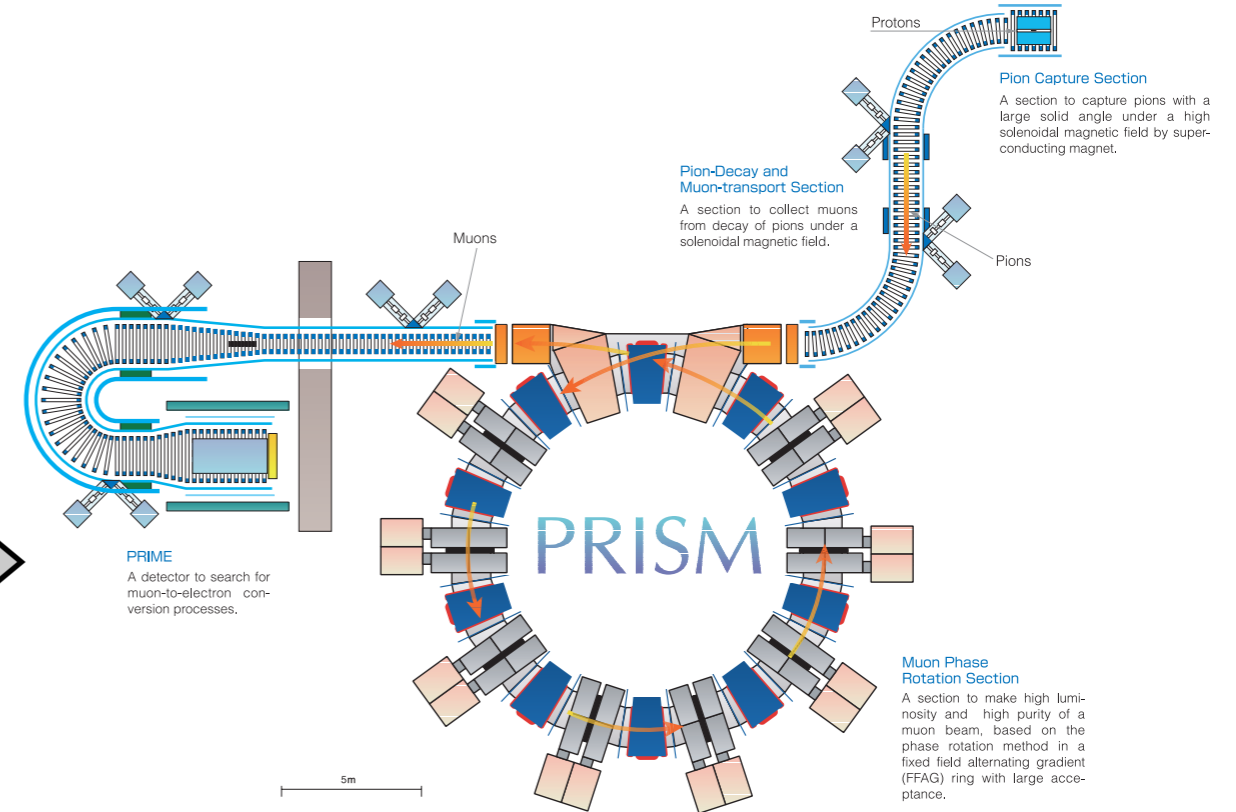 Protons
Pion Capture Section
A section to capture pions with a
large solid angle under a high
solenoidal magnetic field by super-
conducting magnet.
Pion-Decay and
Muon-transport Section
A section to collect muons
from decay of pions under a
solenoidal magnetic field.
Muons
Pions
PRISM
PRIME
A detector to search for
muon-to-electron con-
version processes.
Muon Phase
Rotation Section
A section to make high lumi-
nosity and high purity of a
muon beam, based on the
phase rotation method in a
fixed field alternating gradient
(FFAG) ring with large acce-
ptance.
5m